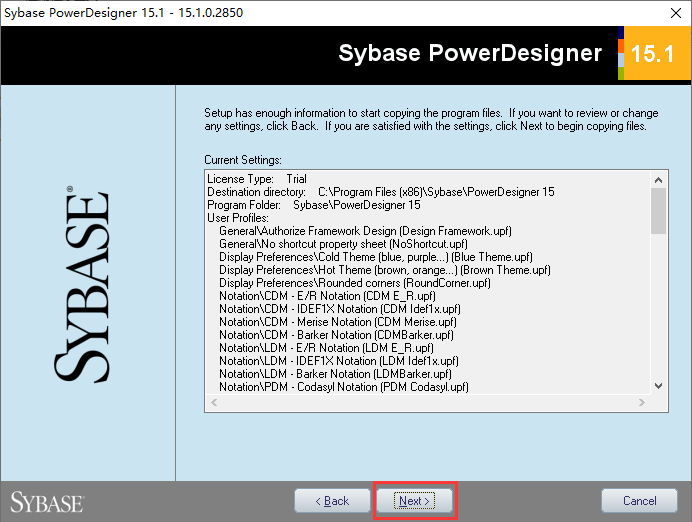 Sybase PowerDesigner 15.1 - 15.1.0.2850
Sybase PowerDesigner 15.1
Setup has enough information to start copying the program files.  If you want to review or change
any settings, click Back.  If you are satisfied with the settings, click Next to begin copying files.
Current Settings:
License Type:    Trial
Destination directory:    C:\Program Files (x86)\Sybase\PowerDesigner 15
Program Folder:    Sybase\PowerDesigner 15
User Profiles:
General\Authorize Framework Design (Design Framework.upf)
General\No shortcut property sheet (NoShortcut.upf)
Display Preferences\Cold Theme (blue, purple...) (Blue Theme.upf)
Display Preferences\Hot Theme (brown, orange...) (Brown Theme.upf)
Display Preferences\Rounded corners (RoundCorner.upf)
Notation\CDM - E/R Notation (CDM E_R.upf)
Notation\CDM - IDEF1X Notation (CDM Idef1x.upf)
Notation\CDM - Merise Notation (CDM Merise.upf)
Notation\CDM - Barker Notation (CDMBarker.upf)
Notation\LDM - E/R Notation (LDM E_R.upf)
Notation\LDM - IDEF1X Notation (LDM Idef1x.upf)
Notation\LDM - Barker Notation (LDMBarker.upf)
Notation\PDM - Codasyl Notation (PDM Codasyl.upf)
SYBASE®
SYBASE
< Back
Next >
Cancel